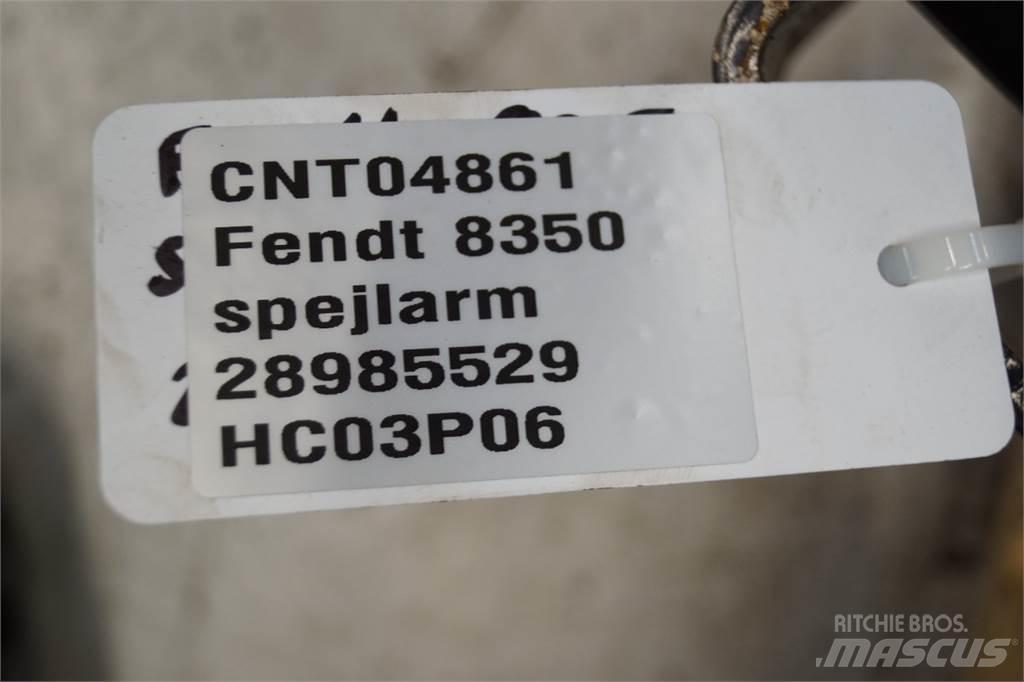 CNT04861
Fendt 8350
spejlarm
28985529
HC03P06
RITCHIE BROS.
MASCUS